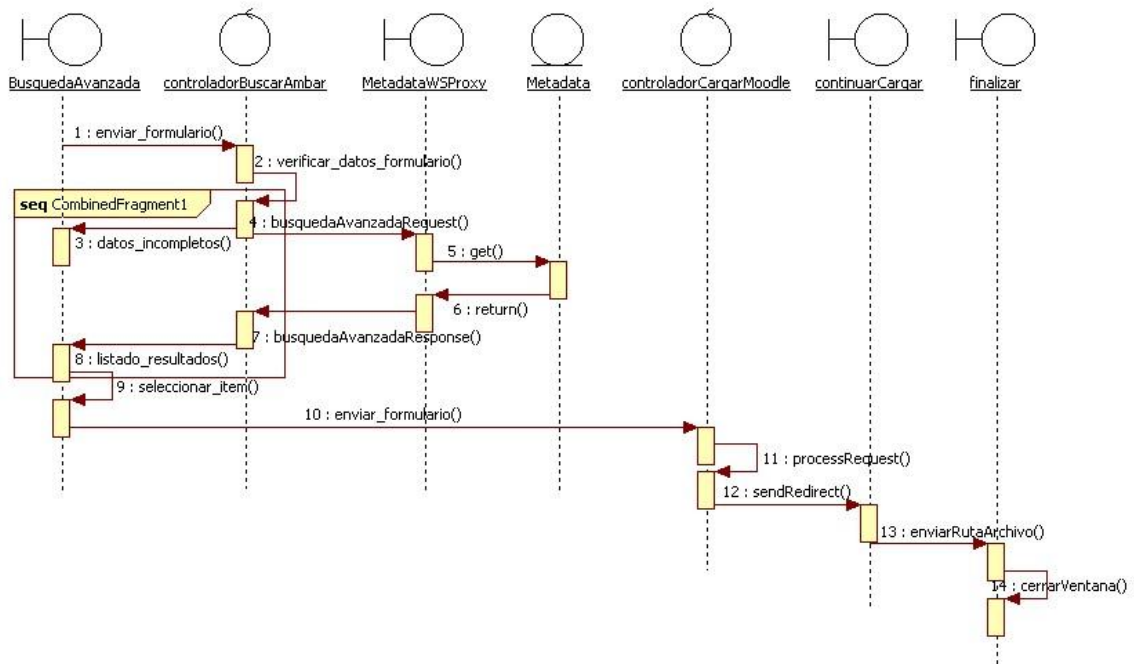 BusquedaAvanzada
controladorBuscarAmbar
MetadataWSProxy
Metadata
controladorCargarMoodle
continuarCargar
finalizar
1 : enviar_formulario()
2 : verificar_datos_formulario()
seq CombinedFragment1
4 : busquedaAvanzadaRequest()
3 : datos_incompletos()
5 : get()
6 : return()
7 : busquedaAvanzadaResponse()
8 : listado_resultados()
9 : seleccionar_item()
10 : enviar_formulario()
11 : processRequest()
12 : sendRedirect()
13 : enviarRutaArchivo()
14 : cerrarVentana()